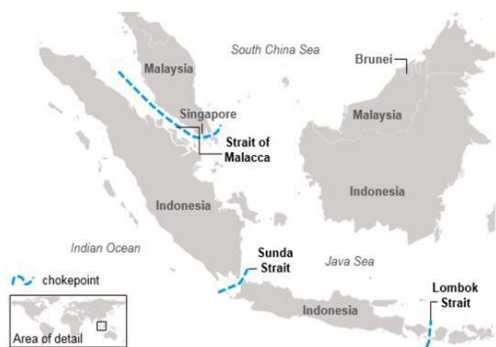 South China Sea
Brunei
Malaysia
Singapore
Malaysia
Strait of
Malacca
Indonesia
Indonesia
Indian Ocean
Sunda
Strait
Java Sea
chokepoint
Lombok
Strait
Indonesia
Area of detail